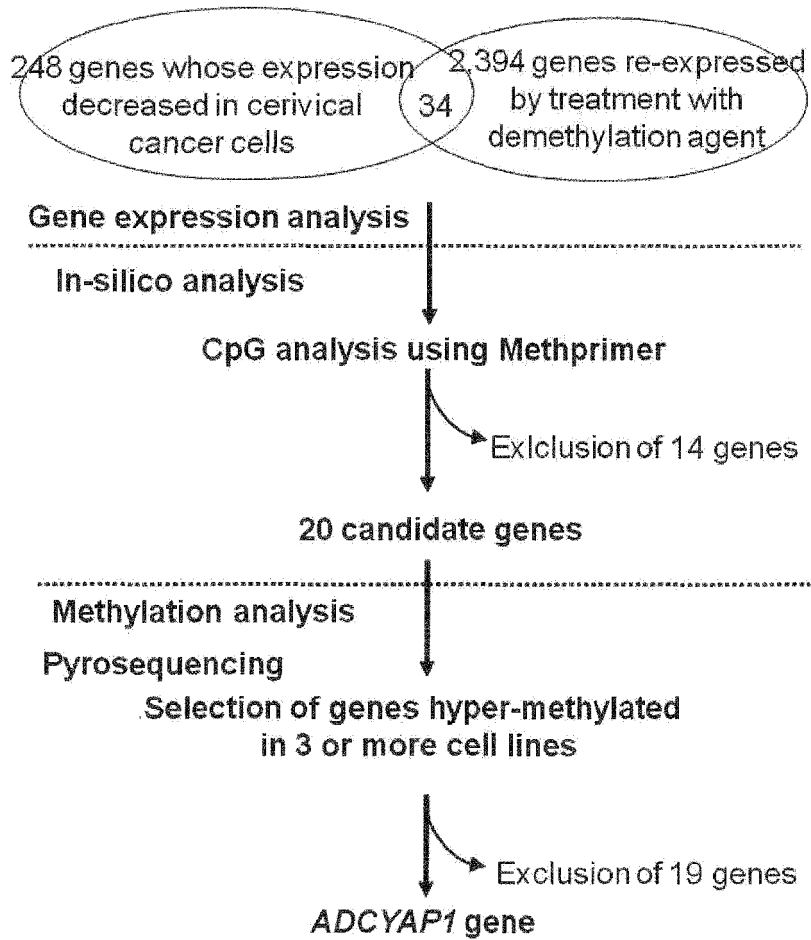 248 genes whose expression
decreased in cerivical
cancer cells
34
2,394 genes re-expressed
by treatment with
demethylation agent
Gene expression analysis
In-silico analysis
CpG analysis using Methprimer
Exlclusion of 14 genes
20 candidate genes
Methylation analysis
Pyrosequencing
Selection of genes hyper-methylated
in 3 or more cell lines
Exclusion of 19 genes
ADCYAP1 gene